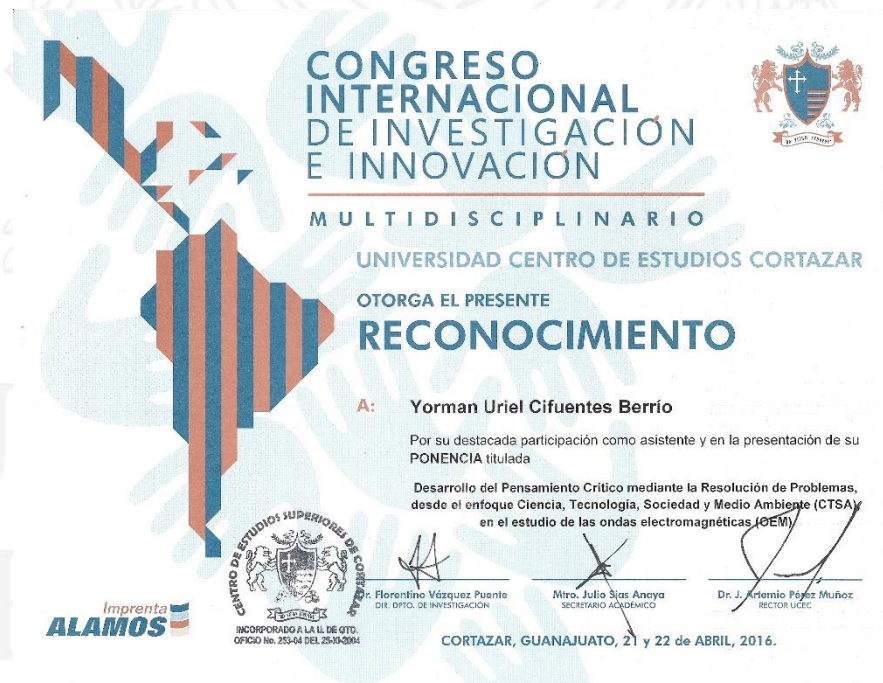 CONGRESO
INTERNACIONAL
DE INVESTIGACIÓN
E INNOVACIÓN
MULTIDISCIPLINARIO
UNIVERSIDAD CENTRO DE ESTUDIOS CORTAZAR
OTORGA EL PRESENTE
RECONOCIMIENTO
A: Yorman Uriel Cifuentes Berrío
Por su destacada participación como asistente y en la presentación de su
PONENCIA titulada
Desarrollo del Pensamiento Crítico mediante la Resolución de Problemas,
desde el enfoque Ciencia, Tecnología, Sociedad y Medio Ambiente (CTSA),
en el estudio de las ondas electromagnéticas (OEM)
CENTRO DE ESTUDIOS SUPERIORES DE CORTAZAR
INCORPORADO A LA U. DE GTO.
OFICIO No. 253-04 DEL 25-XI-2004
Dr. Florentino Vázquez Puente
DIR. DPTO. DE INVESTIGACIÓN
Mtro. Julio Sías Anaya
SECRETARIO ACADÉMICO
Dr. J. Artemio Pérez Muñoz
RECTOR UCEC
Imprenta
ALAMOS
CORTAZAR, GUANAJUATO, 21 y 22 de ABRIL, 2016.